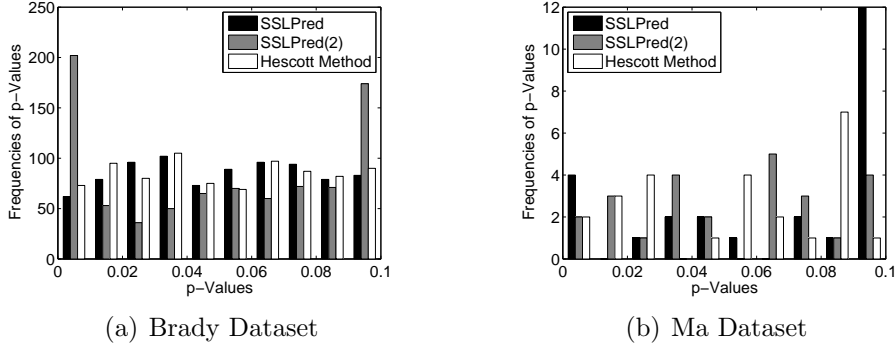 250
200
150
100
50
0
Frequencies of p-Values
SSLPred
SSLPred(2)
Hescott Method
0 0.02 0.04 0.06 0.08 0.1
p-Values
(a) Brady Dataset
12
10
8
6
4
2
0
Frequencies of p-Values
SSLPred
SSLPred(2)
Hescott Method
0 0.02 0.04 0.06 0.08 0.1
p-Values
(b) Ma Dataset